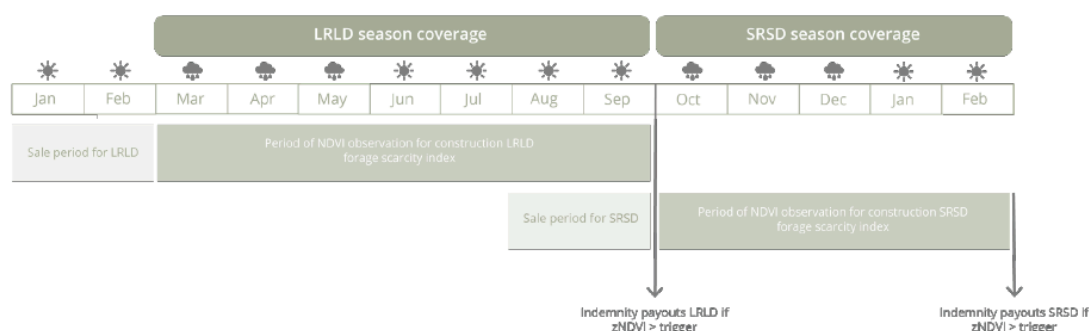 LRLD season coverage
SRSD season coverage
Jan Feb Mar Apr May Jun Jul Aug Sep Oct Nov Dec Jan Feb
Sale period for LRLD
Period of NDVI observation for construction LRLD
forage scarcity index
Sale period for SRSD
Period of NDVI observation for construction SRSD
forage scarcity index
Indemnity payouts LRLD if
zNDVI > trigger
Indemnity payouts SRSD if
zNDVI > trigger